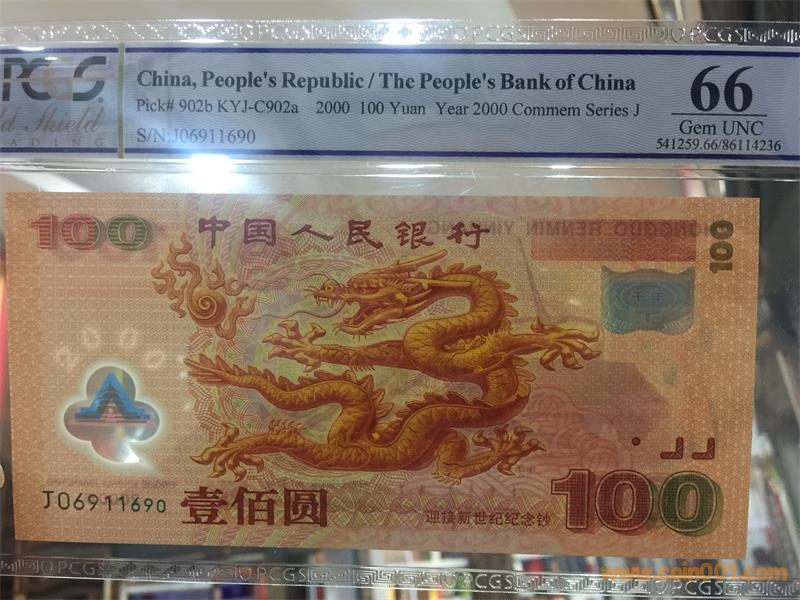 PCGS
China, People's Republic / The People's Bank of China
Pick# 902b KYJ-C902a 2000 100 Yuan Year 2000 Commem Series J
S/N:J06911690
66
Gem UNC
541259.66/86114236
100
中国人民银行
100
千年
2000
J06911690
壹佰圆
迎接新世纪纪念钞
100
www.coin001.com